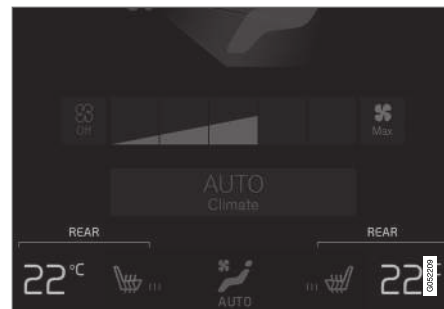 Off Max
AUTO
Climate
REAR REAR
22°C 22°
AUTO
G052209